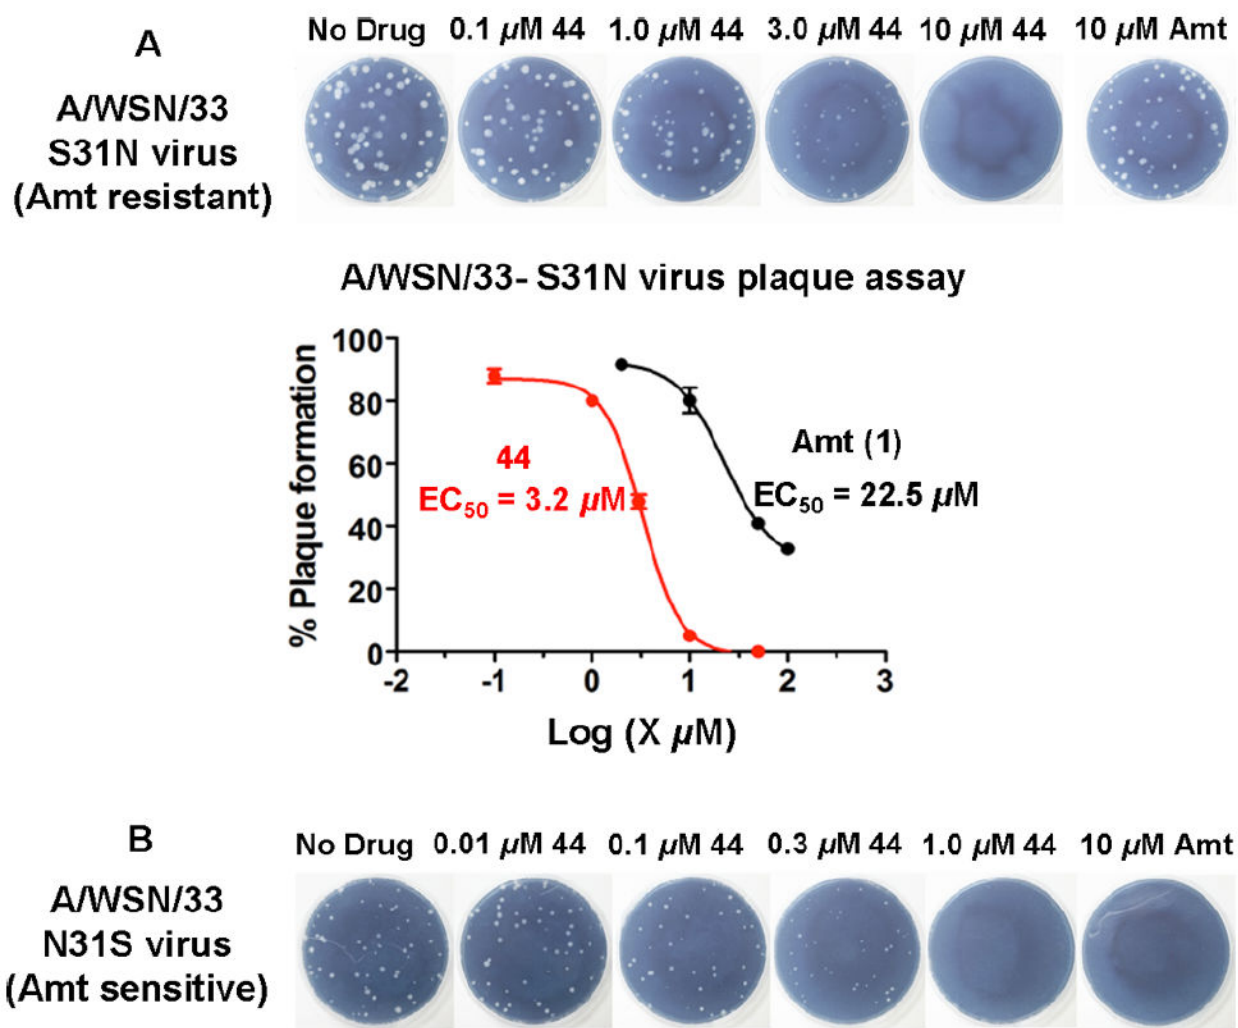 A
No Drug 0.1 μM 44 1.0 μM 44 3.0 μM 44 10 μM 44 10 μM Amt
A/WSN/33
S31N virus
(Amt resistant)
A/WSN/33- S31N virus plaque assay
% Plaque formation
100
80
60
40
20
0
44
EC50 = 3.2 μM
Amt (1)
EC50 = 22.5 μM
-2 -1 0 1 2 3
Log (X μM)
B
No Drug 0.01 μM 44 0.1 μM 44 0.3 μM 44 1.0 μM 44 10 μM Amt
A/WSN/33
N31S virus
(Amt sensitive)